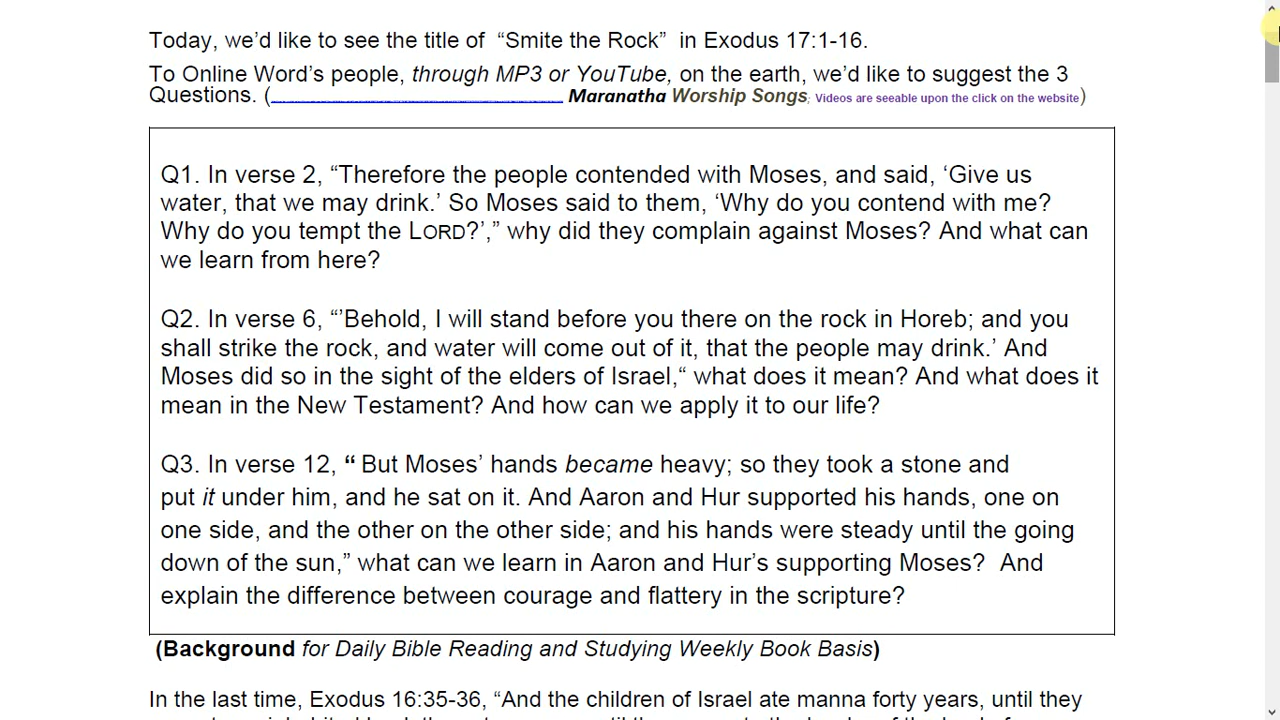 Today, we’d like to see the title of “Smite the Rock” in Exodus 17:1-16.
To Online Word’s people, through MP3 or YouTube, on the earth, we’d like to suggest the 3
Questions. (______________________________ Maranatha Worship Songs; Videos are seeable upon the click on the website)
Q1. In verse 2, “Therefore the people contended with Moses, and said, ‘Give us
water, that we may drink.’ So Moses said to them, ‘Why do you contend with me?
Why do you tempt the LORD?’,” why did they complain against Moses? And what can
we learn from here?
Q2. In verse 6, “’Behold, I will stand before you there on the rock in Horeb; and you
shall strike the rock, and water will come out of it, that the people may drink.’ And
Moses did so in the sight of the elders of Israel,“ what does it mean? And what does it
mean in the New Testament? And how can we apply it to our life?
Q3. In verse 12, “ But Moses’ hands became heavy; so they took a stone and
put it under him, and he sat on it. And Aaron and Hur supported his hands, one on
one side, and the other on the other side; and his hands were steady until the going
down of the sun,” what can we learn in Aaron and Hur’s supporting Moses? And
explain the difference between courage and flattery in the scripture?
(Background for Daily Bible Reading and Studying Weekly Book Basis)
In the last time, Exodus 16:35-36, “And the children of Israel ate manna forty years, until they